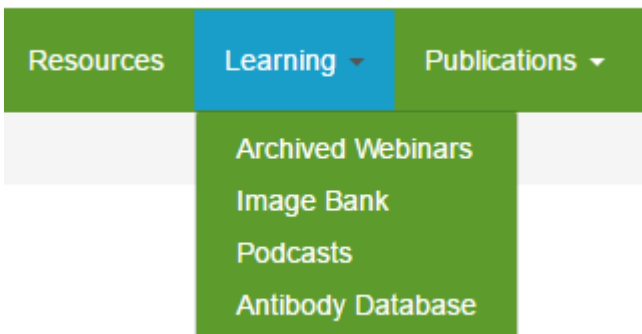 Resources Learning Publications
Archived Webinars
Image Bank
Podcasts
Antibody Database